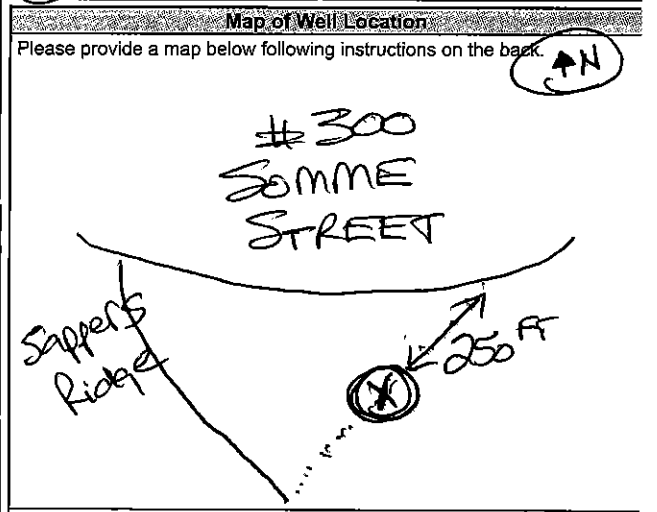 Map of Well Location
Please provide a map below following instructions on the back.
N
#300
SOMME
STREET
Sappers
Ridge
250 FT
X